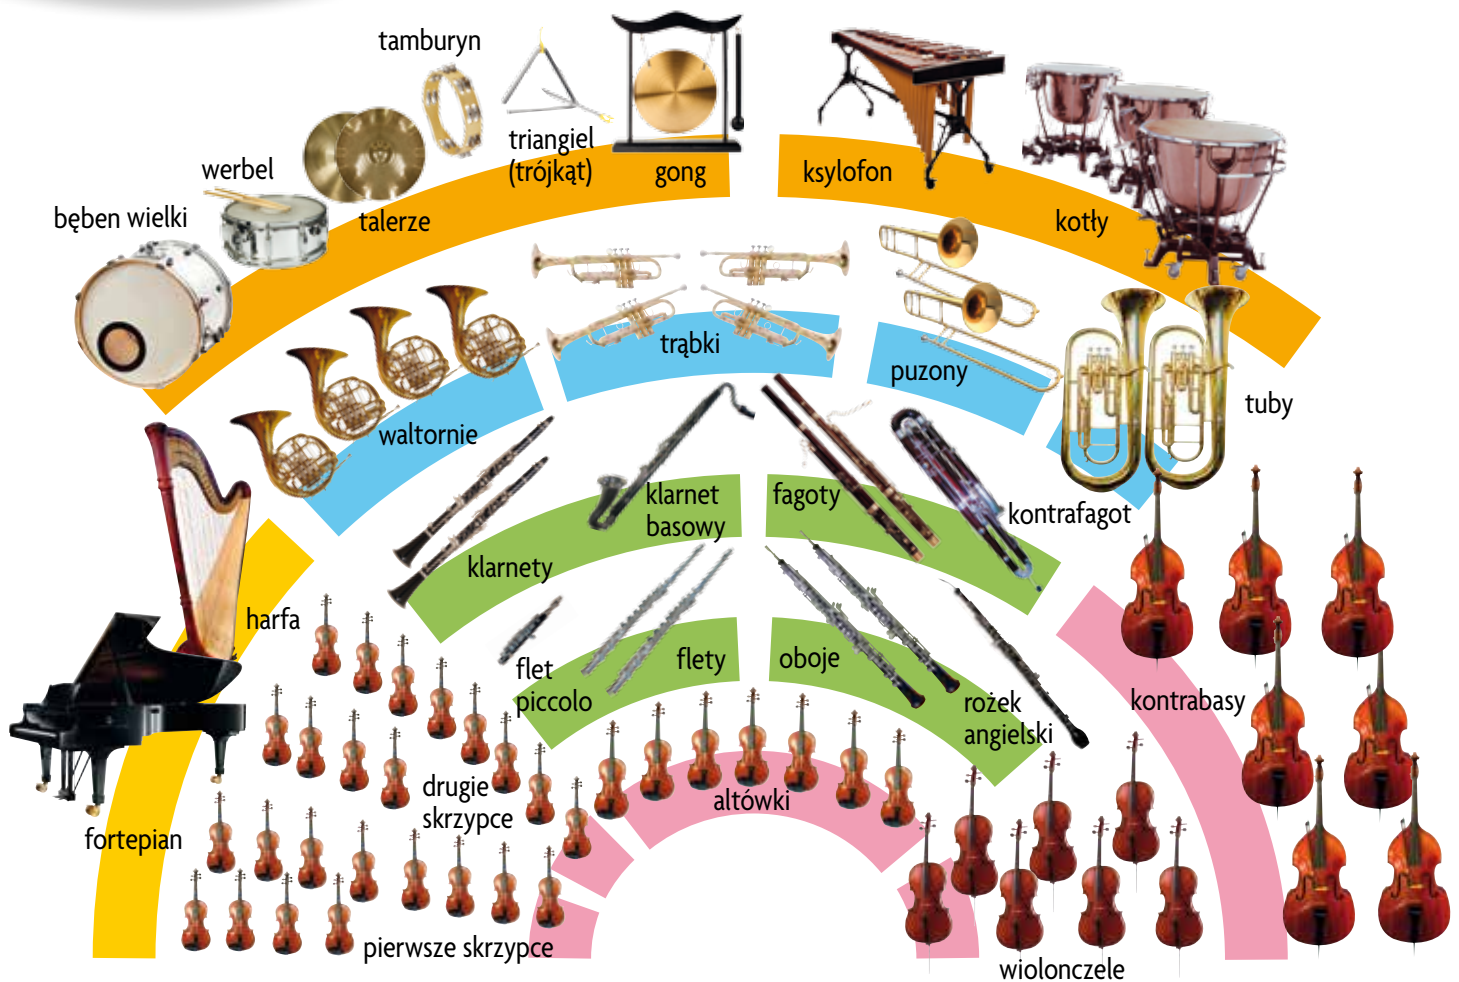 tamburyn
triangiel
(trójkąt)
gong
ksylofon
werbel
talerze
kotły
bęben wielki
trąbki
puzony
tuby
waltornie
klarnet
basowy
fagoty
kontrafagot
klarnety
harfa
flet
piccolo
flety
oboje
rożek
angielski
kontrabasy
drugie
skrzypce
altówki
fortepian
pierwsze skrzypce
wiolonczele